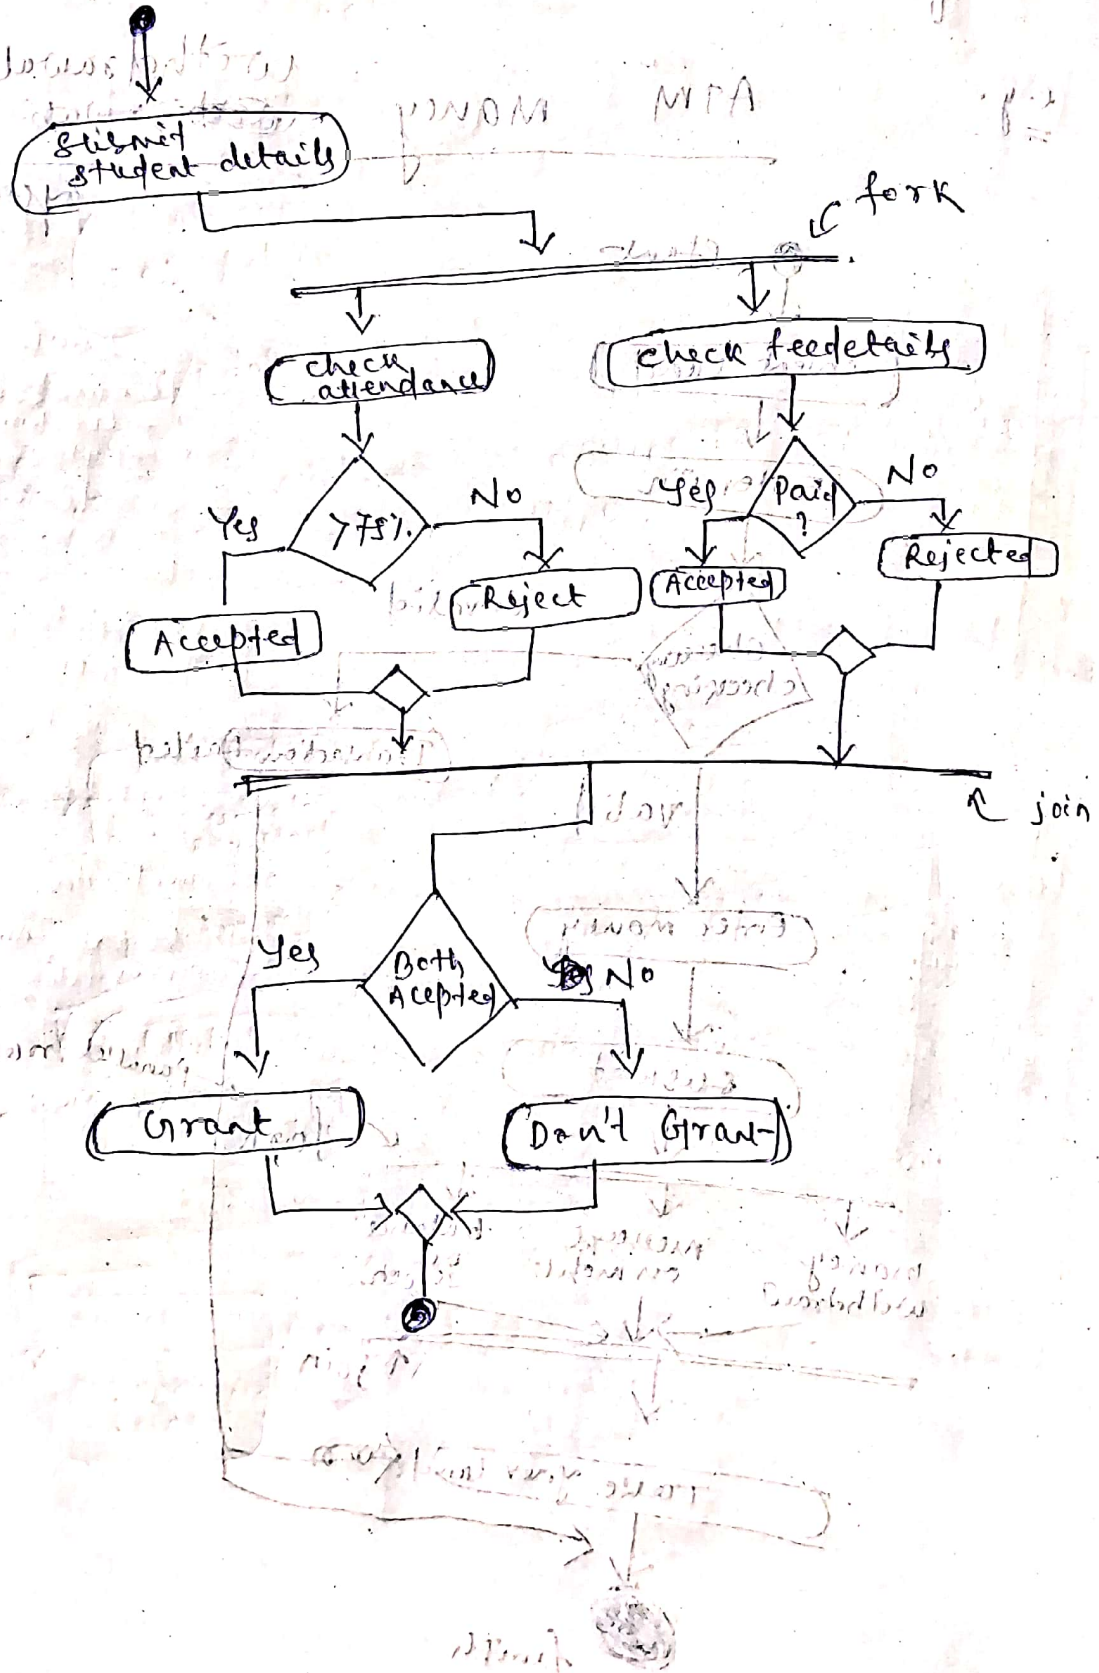 Submit
student details
fork
check
attendance
check feedetails
Yes
>75%.
No
Yes
Paid
?
No
Accepted
Reject
Accepted
Rejected
join
Yes
Both
Acepted
No
Grant
Don't Grant